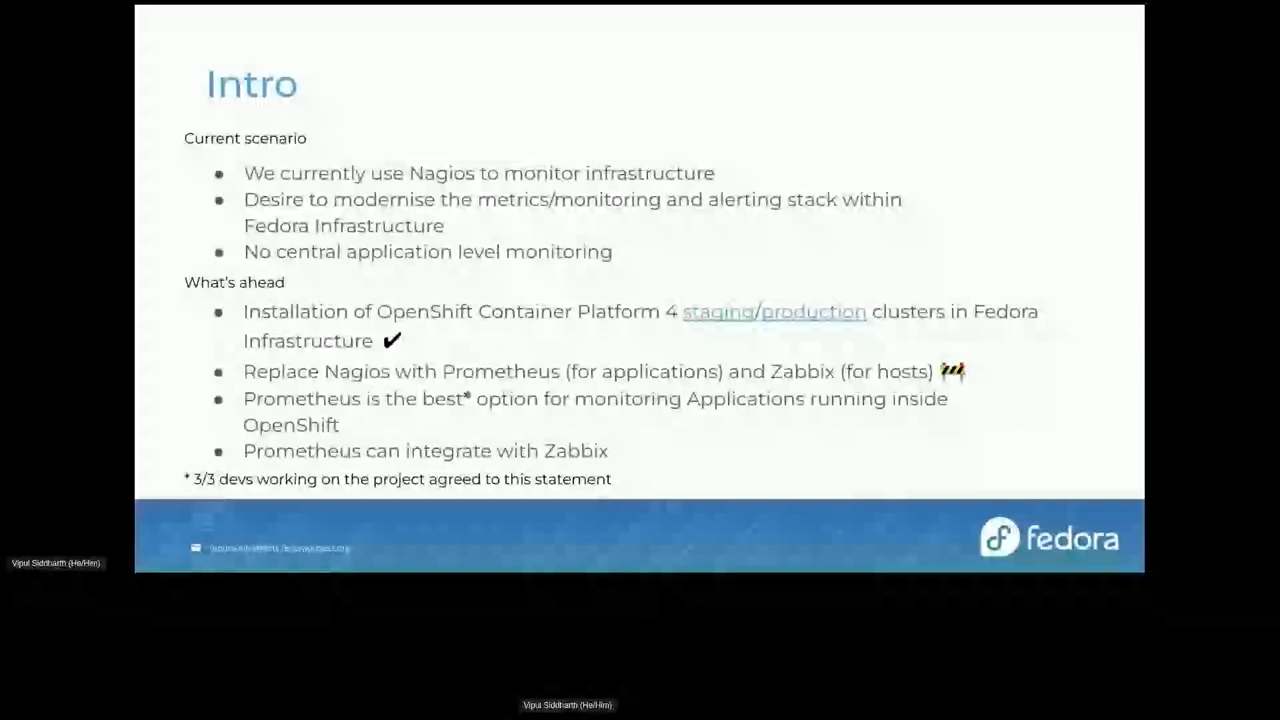 Intro
Current scenario
● We currently use Nagios to monitor infrastructure
● Desire to modernise the metrics/monitoring and alerting stack within
Fedora Infrastructure
● No central application level monitoring
What's ahead
● Installation of OpenShift Container Platform 4 staging/production clusters in Fedora
Infrastructure ✔
● Replace Nagios with Prometheus (for applications) and Zabbix (for hosts) 🚧
● Prometheus is the best* option for monitoring Applications running inside
OpenShift
● Prometheus can integrate with Zabbix
* 3/3 devs working on the project agreed to this statement
fedora
Vipul Siddharth (He/Him)
Vipul Siddharth (He/Him)